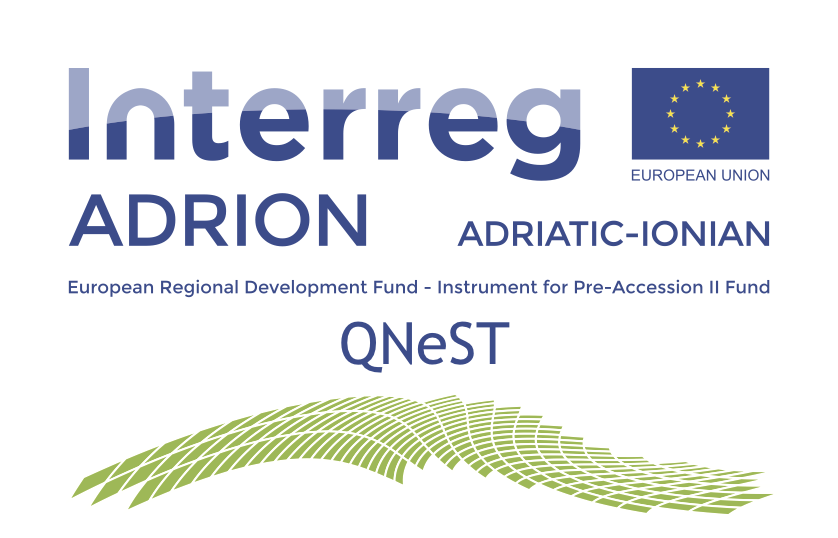 Interreg
EUROPEAN UNION
ADRION
ADRIATIC-IONIAN
European Regional Development Fund - Instrument for Pre-Accession II Fund
QNeST